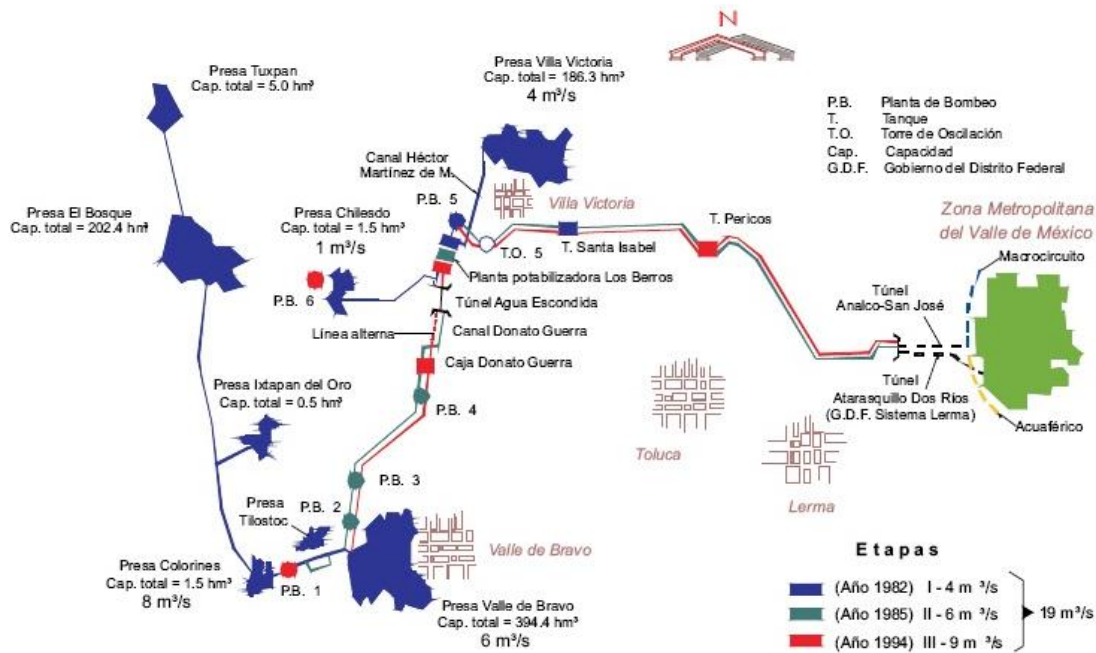 N
Presa Tuxpan
Cap. total = 5.0 hm³
Presa Villa Victoria
Cap. total = 186.3 hm³
4 m³/s
P.B. Planta de Bombeo
T. Tanque
T.O. Torre de Oscilación
Cap. Capacidad
G.D.F. Gobierno del Distrito Federal
Canal Héctor
Martínez de M.
P.B. 5
Villa Victoria
Presa El Bosque
Cap. total = 202.4 hm³
Presa Chilesdo
Cap. total = 1.5 hm³
1 m³/s
P.B. 6
T.O. 5
T. Santa Isabel
T. Pericos
Zona Metropolitana
del Valle de México
Macrocircuito
Planta potabilizadora Los Berros
Túnel Agua Escondida
Línea alterna
Canal Donato Guerra
Caja Donato Guerra
Túnel
Analco-San José
Túnel
Atarasquillo Dos Ríos
(G.D.F. Sistema Lerma)
Acuaférico
Presa Ixtapan del Oro
Cap. total = 0.5 hm³
P.B. 4
Toluca
Lerma
P.B. 3
P.B. 2
Presa
Tilostoc
Valle de Bravo
Presa Colorines
Cap. total = 1.5 hm³
8 m³/s
P.B. 1
Presa Valle de Bravo
Cap. total = 394.4 hm³
6 m³/s
Etapas
(Año 1982) I - 4 m ³/s
(Año 1985) II - 6 m ³/s
(Año 1994) III - 9 m ³/s
19 m³/s